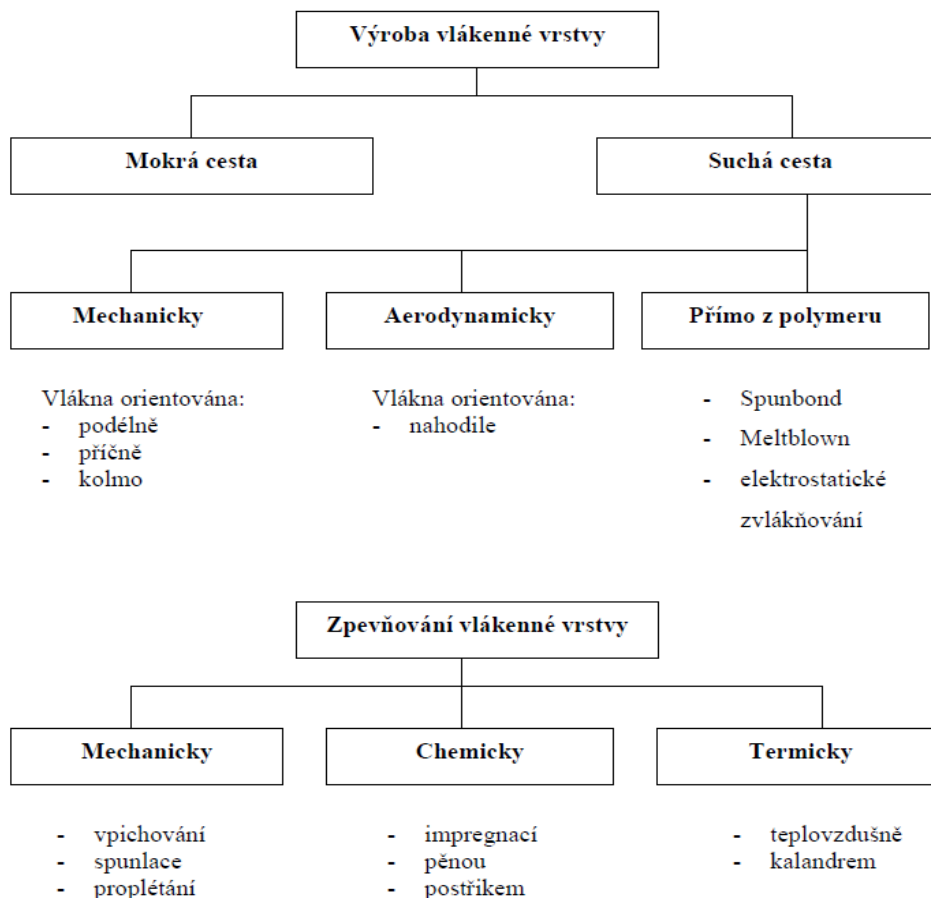 Výroba vlákenné vrstvy
Mokrá cesta
Suchá cesta
Mechanicky
Aerodynamicky
Přímo z polymeru
Vlákna orientována:
- podélně
- příčně
- kolmo
Vlákna orientována:
- nahodile
- Spunbond
- Meltblown
- elektrostatické
zvlákňování
Zpevňování vlákenné vrstvy
Mechanicky
Chemicky
Termicky
- vpichování
- spunlace
- proplétání
- impregnací
- pěnou
- postřikem
- teplovzdušně
- kalandrem